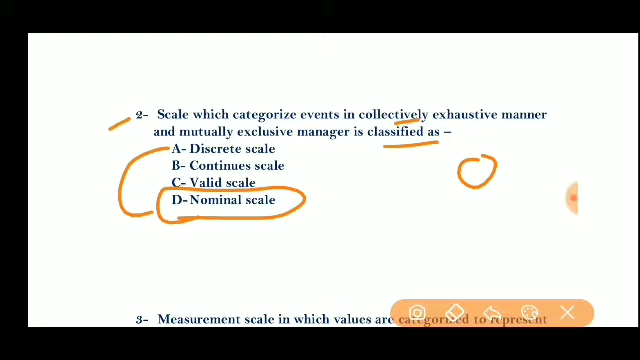 2- Scale which categorize events in collectively exhaustive manner
and mutually exclusive manager is classified as –
A- Discrete scale
B- Continues scale
C- Valid scale
D- Nominal scale
3- Measurement scale in which values are categorized to represent